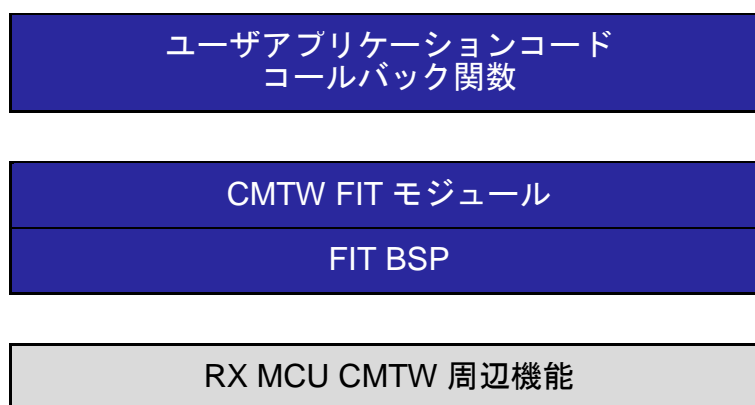 ユーザアプリケーションコード
コールバック関数
CMTW FIT モジュール
FIT BSP
RX MCU CMTW 周辺機能